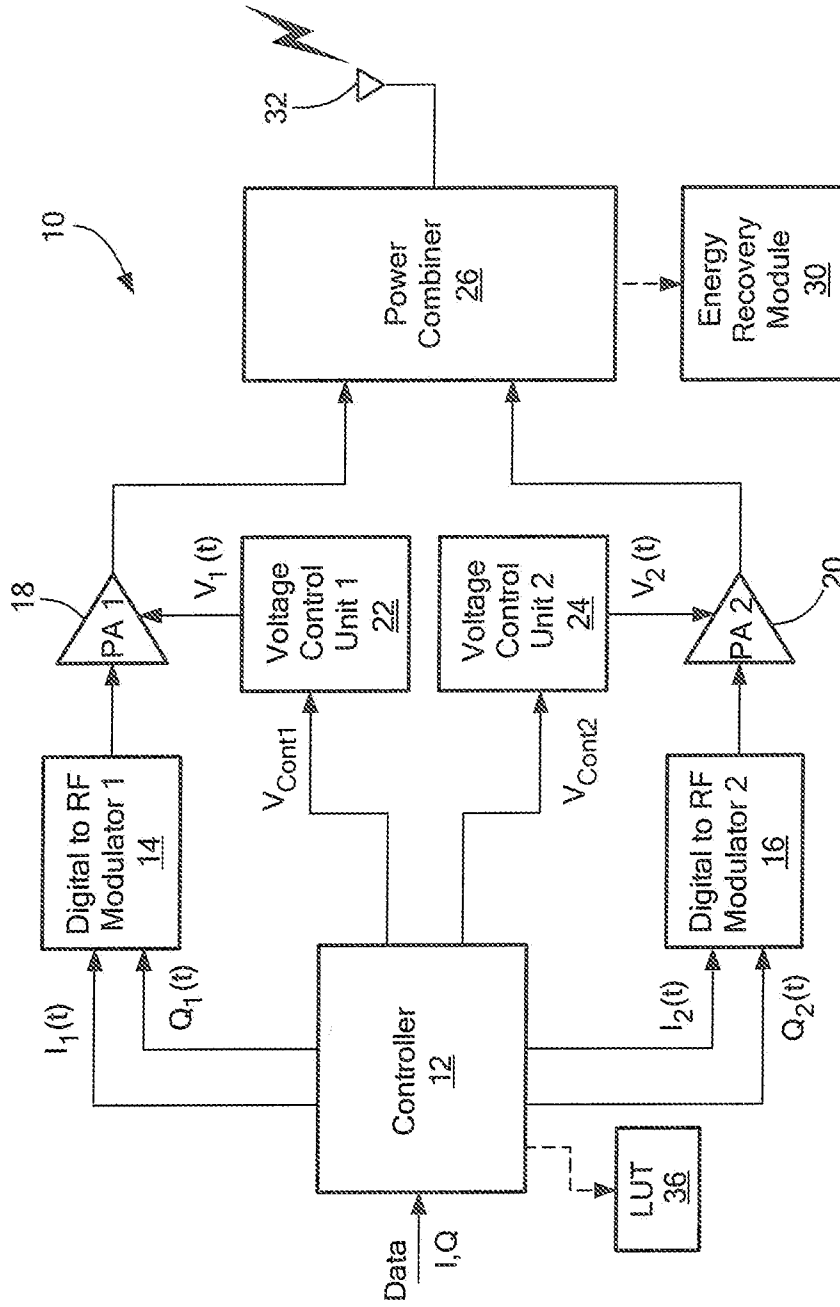 10
18
32
Digital to RF
Modulator 1
14
PA 1
I1(t)
Q1(t)
V1(t)
VCont1
Voltage
Control
Unit 1
22
Power
Combiner
26
Data
I,Q
Controller
12
VCont2
Voltage
Control
Unit 2
24
V2(t)
LUT
36
I2(t)
Q2(t)
Digital to RF
Modulator 2
16
PA 2
20
Energy
Recovery
Module
30